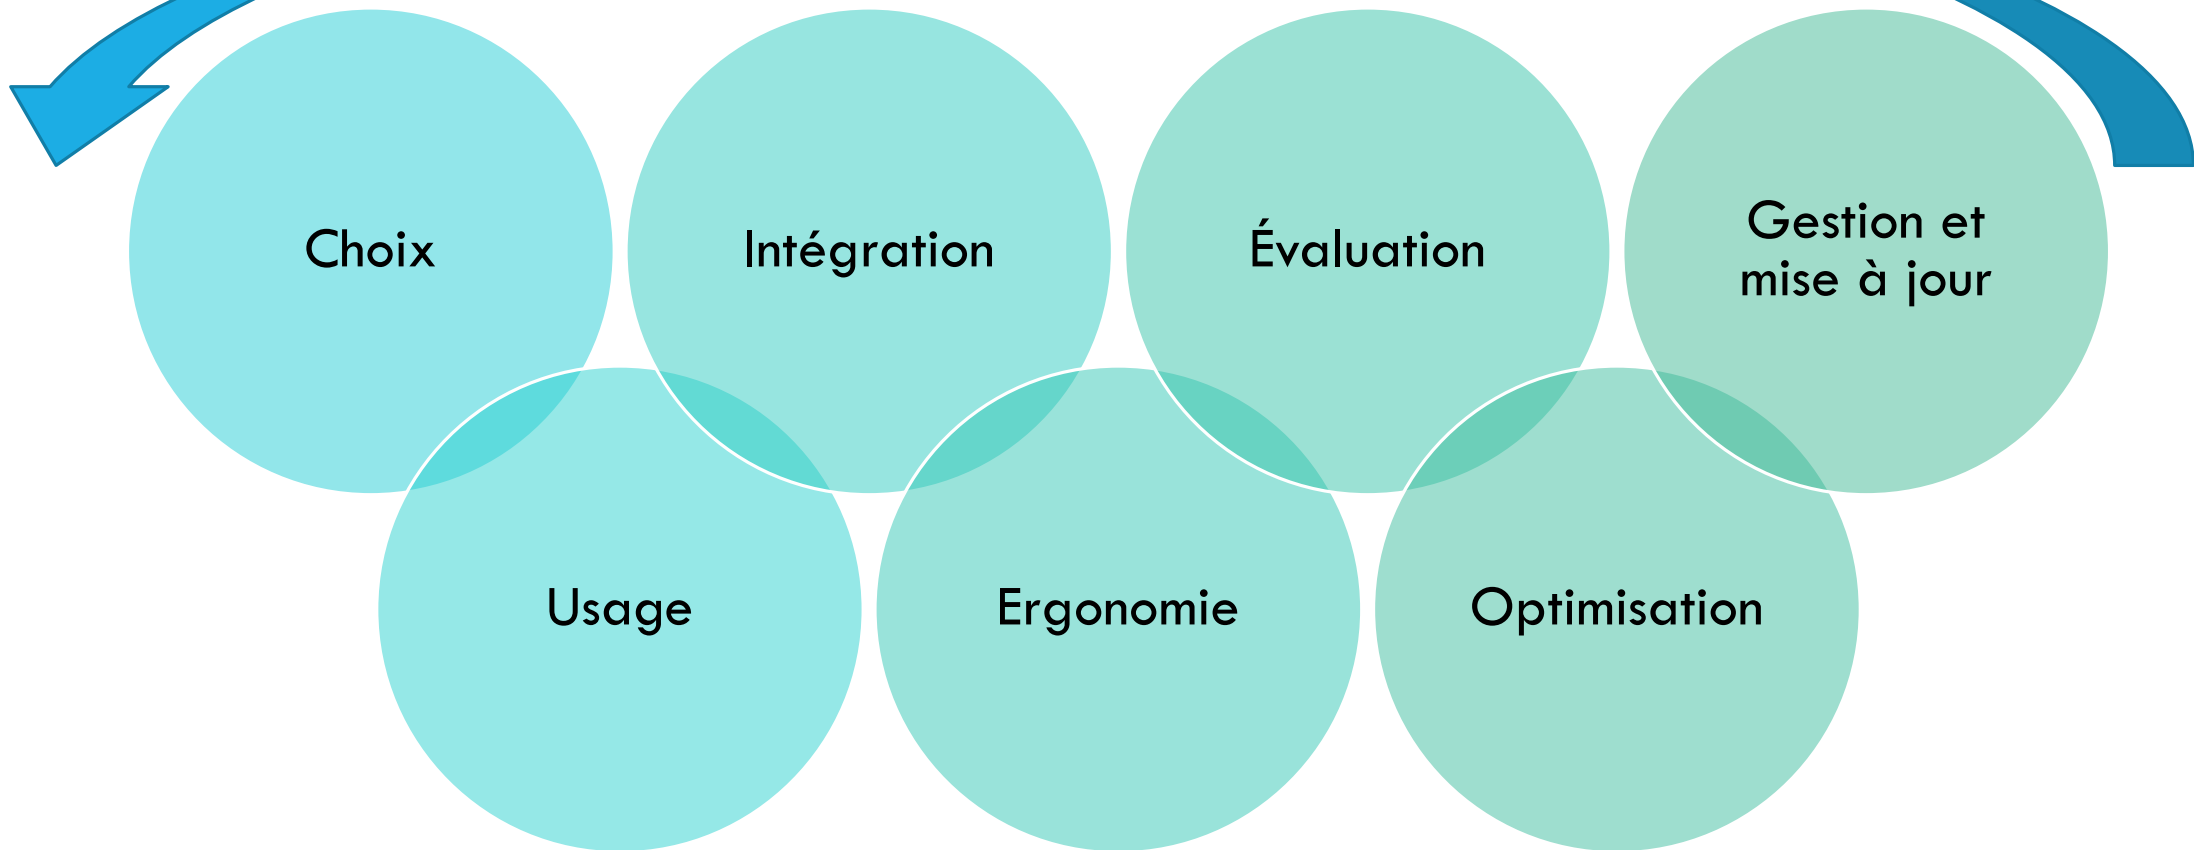 Choix
Intégration
Évaluation
Gestion et
mise à jour
Usage
Ergonomie
Optimisation